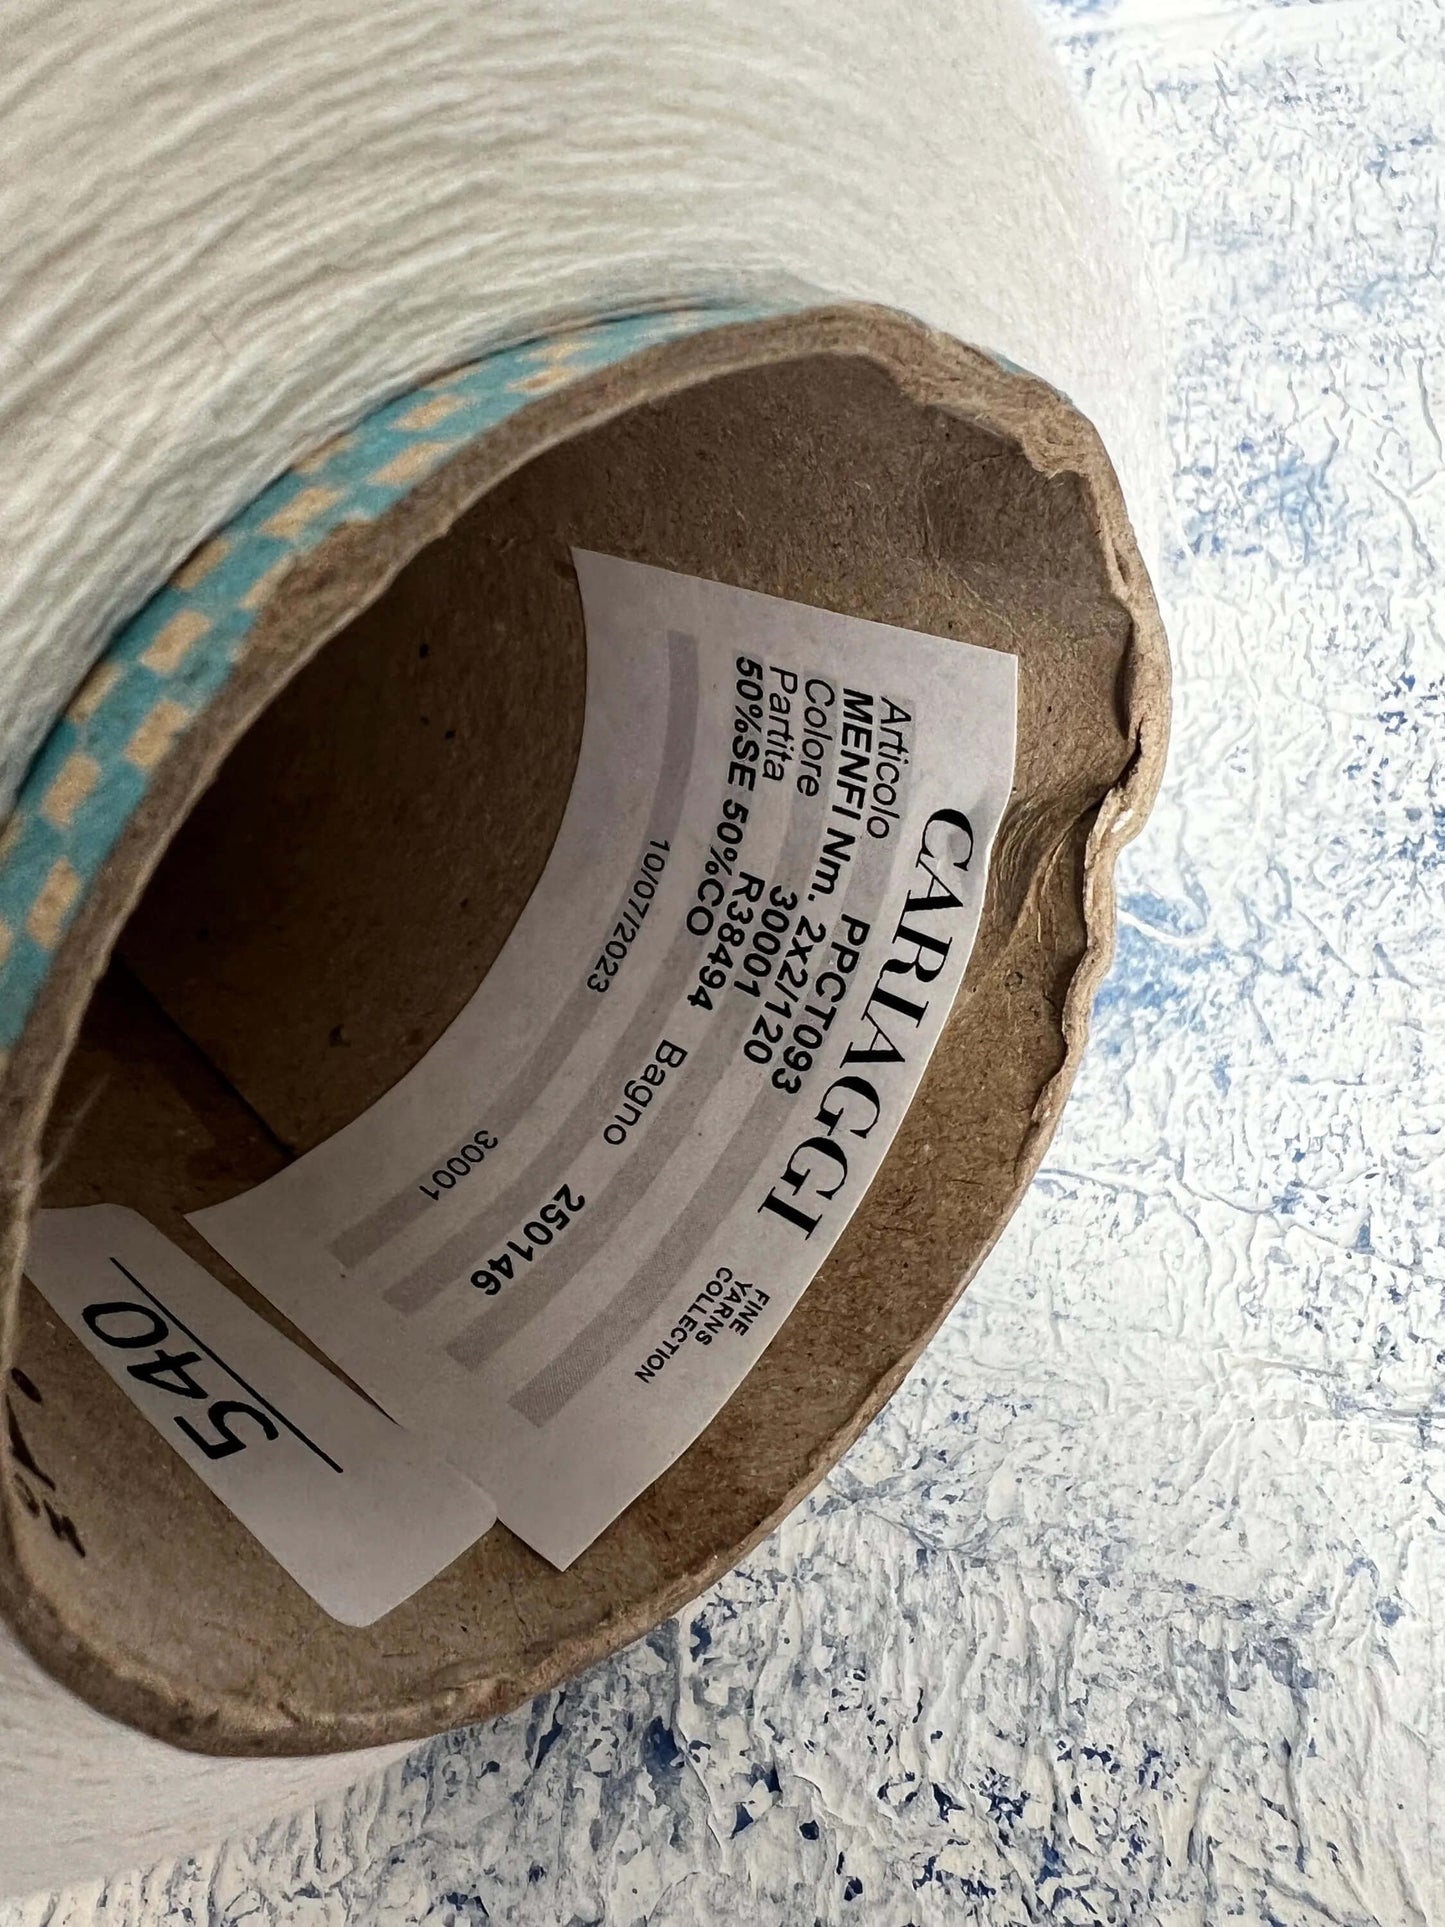 CARIAGGI FINE YARNS COLLECTION
Articolo PPCT093
MENFI Nm. 2x2/120
Colore 30001
Partita R38494 Bagno 250146
50%SE 50%CO
10/07/2023 30001
540